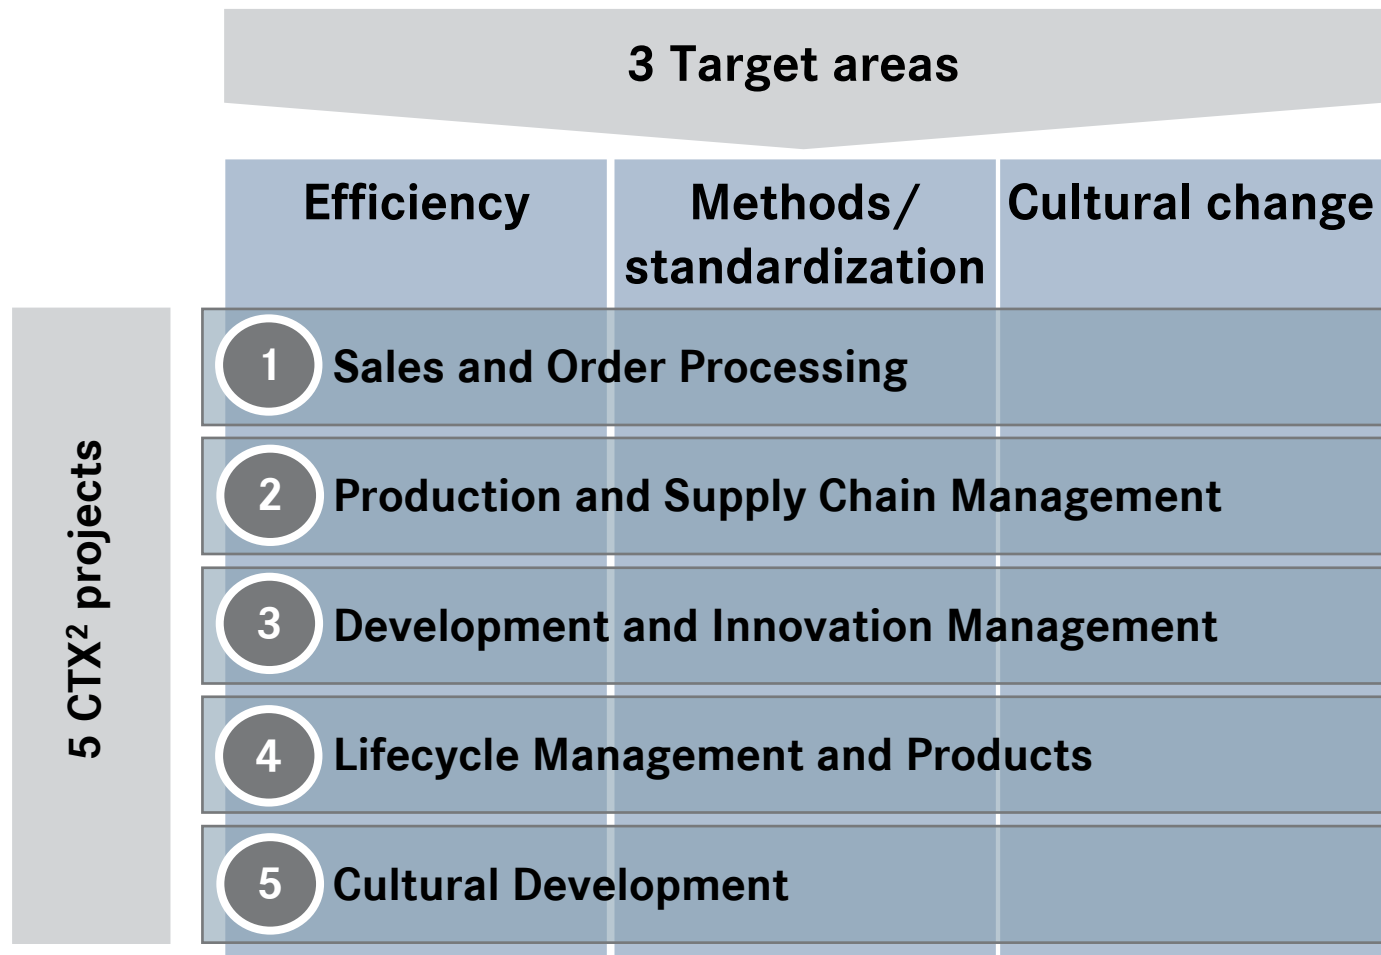 3 Target areas
Efficiency
Methods/
standardization
Cultural change
5 CTX² projects
1 Sales and Order Processing
2 Production and Supply Chain Management
3 Development and Innovation Management
4 Lifecycle Management and Products
5 Cultural Development